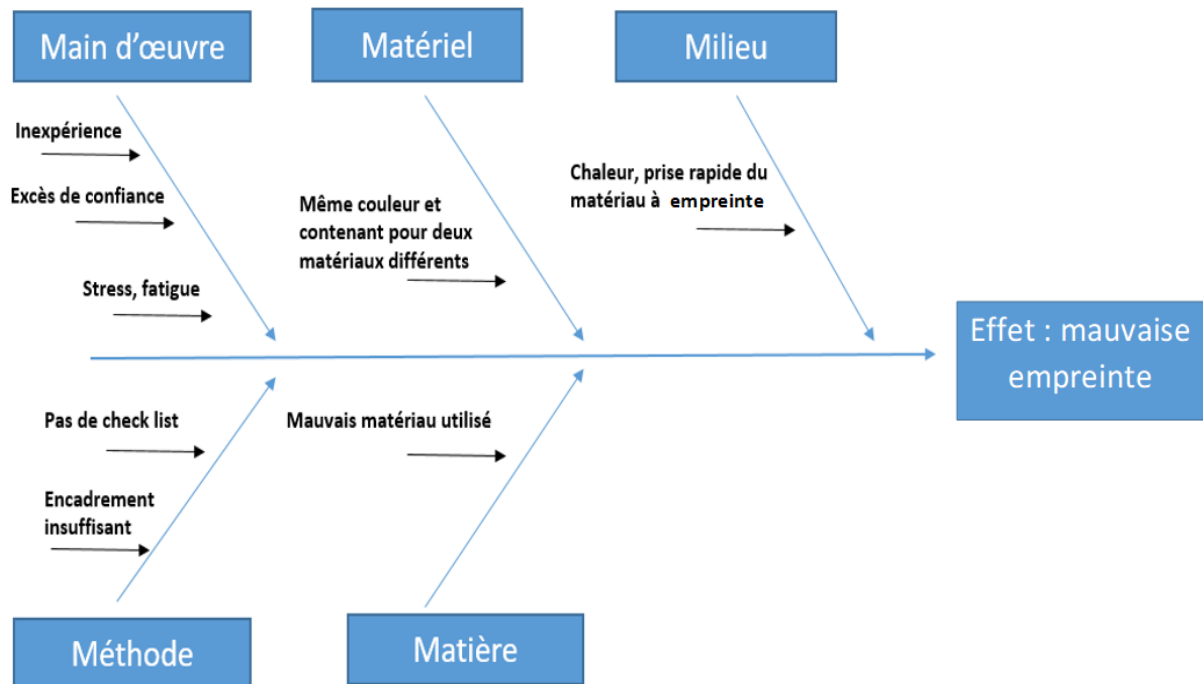 Main d’œuvre
Matériel
Milieu
Inexpérience
Excès de confiance
Stress, fatigue
Même couleur et
contenant pour deux
matériaux différents
Chaleur, prise rapide du
matériau à empreinte
Effet : mauvaise
empreinte
Pas de check list
Encadrement
insuffisant
Mauvais matériau utilisé
Méthode
Matière